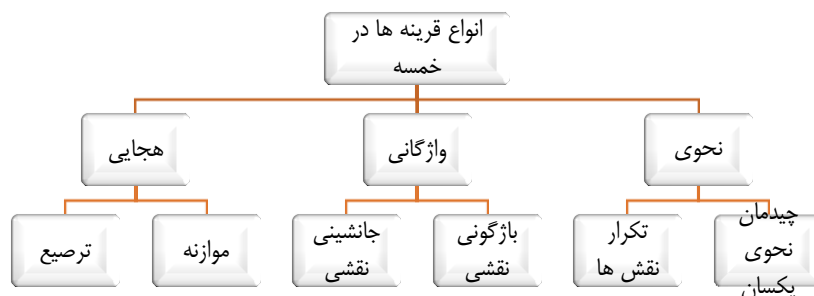 انواع قرینه ها در
خمسه
نحوی
واژگانی
هجایی
چیدمان
نحوی
یکسان
تکرار
نقش ها
باژگونی
نقشی
جانشینی
نقشی
موازنه
ترصیع